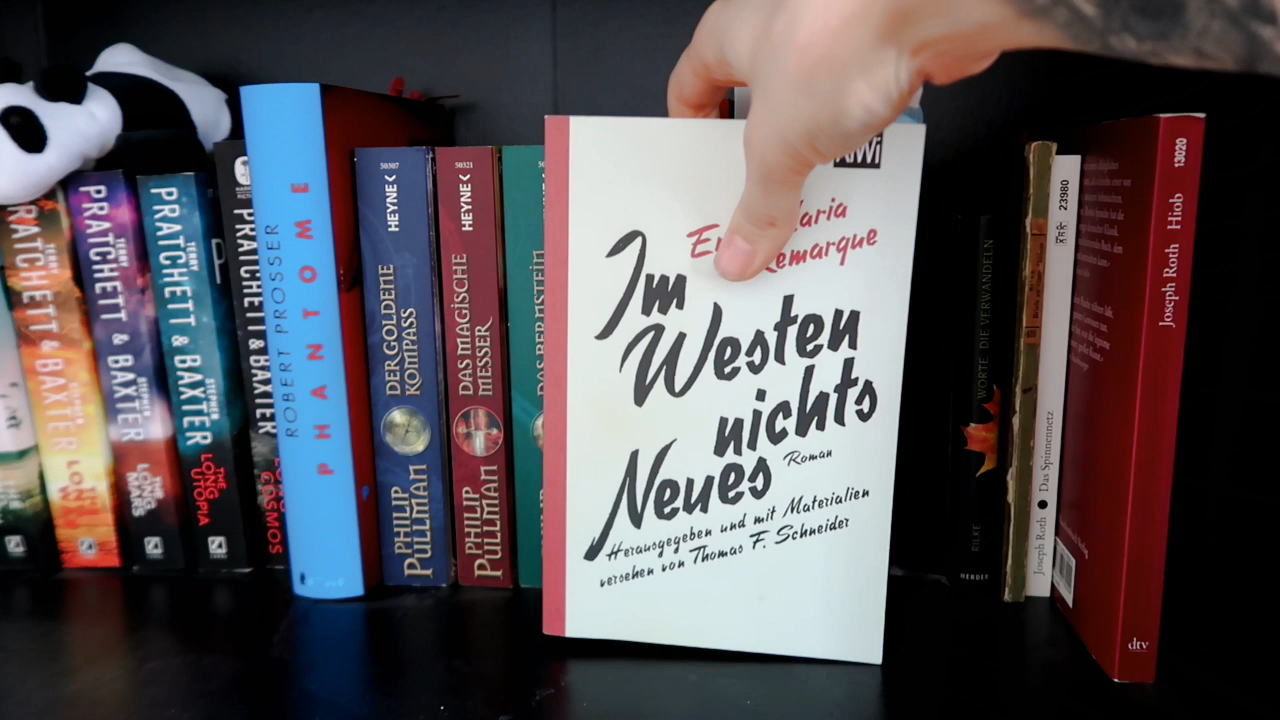 PRATCHETT & BAXTER
TERRY
PRATCHETT & BAXTER
STEPHEN
THE
LONG
MARS
TERRY
PRATCHETT & BAXTER
STEPHEN
THE
LONG
UTOPIA
PRATCHETT & BAXTER
COSMOS
ROBERT PROSSER
PHANTOME
50307
HEYNE<
DER GOLDENE
KOMPASS
PHILIP
PULLMAN
50321
HEYNE<
DAS MAGISCHE
MESSER
PHILIP
PULLMAN
DAS BERNSTEIN
KiWi
Maria
Remarque
Im
Westen
nichts
Neues
Roman
Herausgegeben und mit Materialien
versehen von Thomas F. Schneider
RILKE
WORTE DIE VERWANDELN
HERDER
Joseph Roth ● Das Spinnennetz
23980
Joseph Roth Hiob
13020
dtv